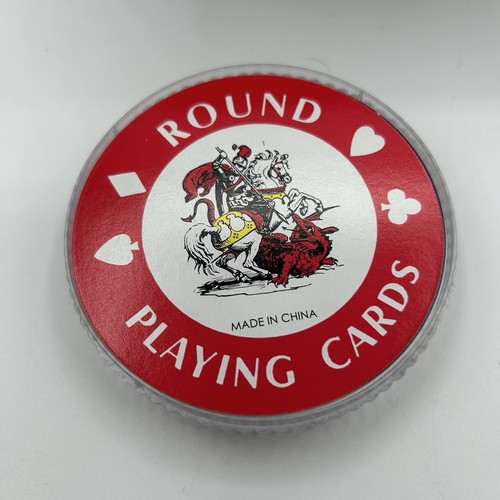 ROUND
MADE IN CHINA
PLAYING CARDS